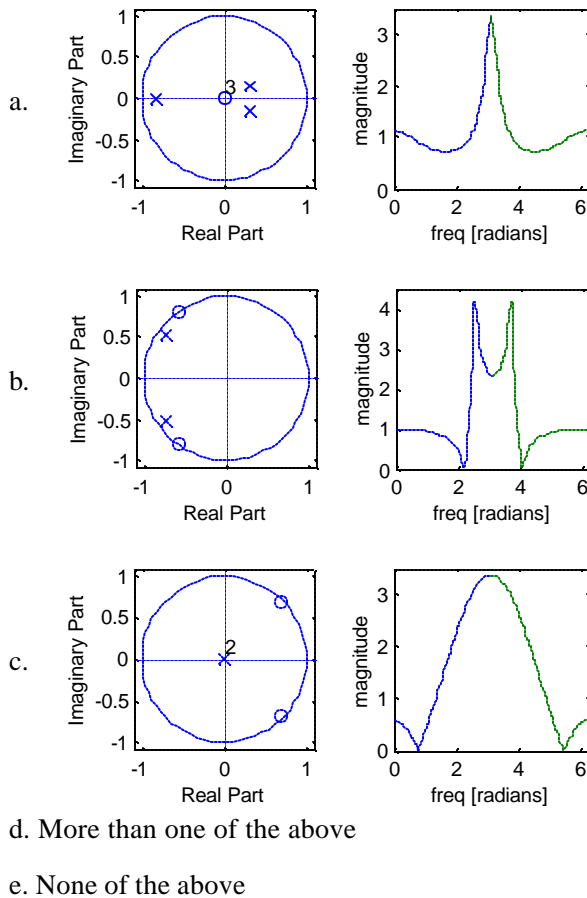 a.
Imaginary Part
1
0.5
0
-0.5
-1
3
-1 0 1
Real Part
magnitude
3
2
1
0
0 2 4 6
freq [radians]
b.
Imaginary Part
1
0.5
0
-0.5
-1
-1 0 1
Real Part
magnitude
4
3
2
1
0
0 2 4 6
freq [radians]
c.
Imaginary Part
1
0.5
0
-0.5
-1
2
-1 0 1
Real Part
magnitude
3
2
1
0
0 2 4 6
freq [radians]
d. More than one of the above
e. None of the above